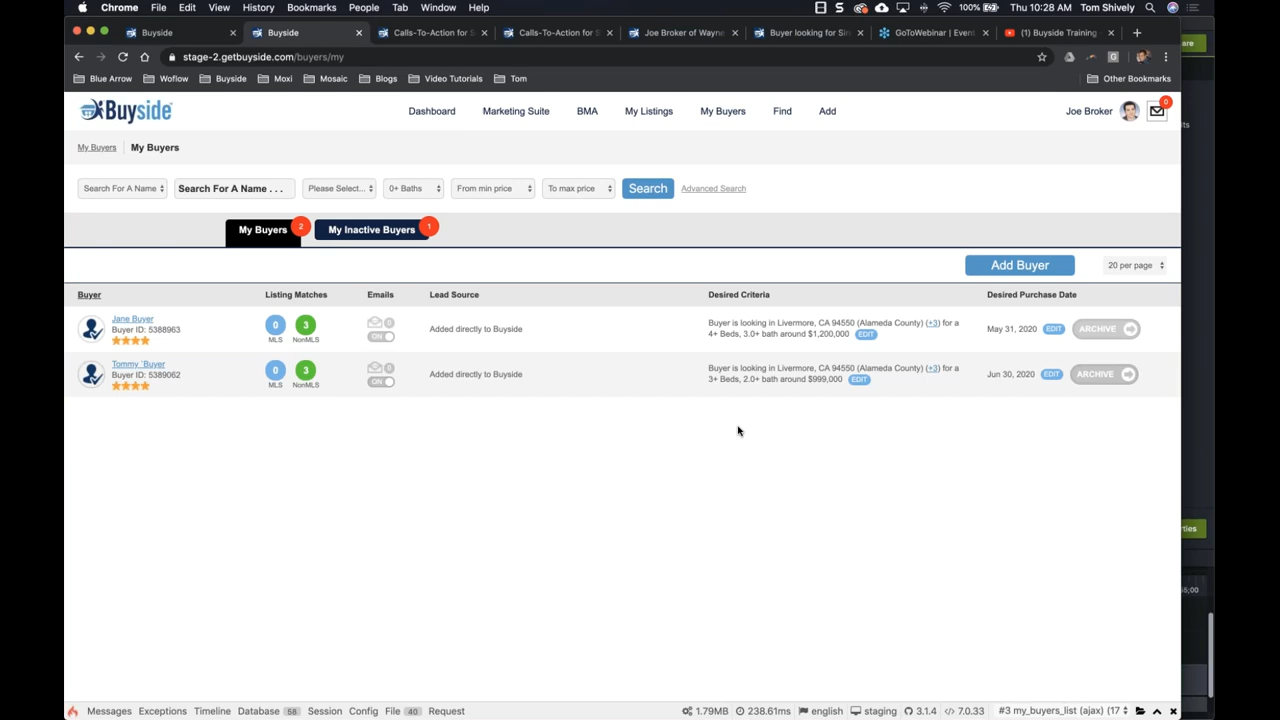 Chrome File Edit View History Bookmarks People Tab Window Help 100% Thu 10:28 AM Tom Shively
Buyside Buyside Calls-To-Action for S Calls-To-Action for S Joe Broker of Wayne Buyer looking for Sin GoToWebinar | Event (1) Buyside Training
stage-2.getbuyside.com/buyers/my
Blue Arrow Woflow Buyside Moxi Mosaic Blogs Video Tutorials Tom Other Bookmarks
Buyside Dashboard Marketing Suite BMA My Listings My Buyers Find Add Joe Broker 0
My Buyers My Buyers
Search For A Name Search For A Name . . . Please Select... 0+ Baths From min price To max price Search Advanced Search
My Buyers 2 My Inactive Buyers 1
Add Buyer 20 per page
Buyer Listing Matches Emails Lead Source Desired Criteria Desired Purchase Date
Jane Buyer
Buyer ID: 5388963
0 MLS 3 NonMLS
0 ON
Added directly to Buyside
Buyer is looking in Livermore, CA 94550 (Alameda County) (+3) for a
4+ Beds, 3.0+ bath around $1,200,000 EDIT
May 31, 2020 EDIT ARCHIVE
Tommy `Buyer
Buyer ID: 5389062
0 MLS 3 NonMLS
0 ON
Added directly to Buyside
Buyer is looking in Livermore, CA 94550 (Alameda County) (+3) for a
3+ Beds, 2.0+ bath around $999,000 EDIT
Jun 30, 2020 EDIT ARCHIVE
Messages Exceptions Timeline Database 58 Session Config File 40 Request 1.79MB 238.61ms english staging 3.1.4 7.0.33 #3 my_buyers_list (ajax) (17